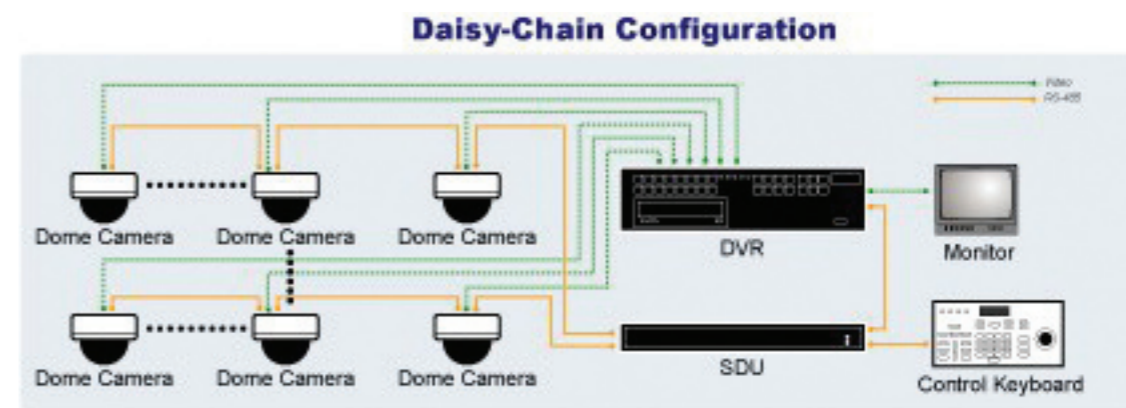 Daisy-Chain Configuration
Video
RS-485
Dome Camera Dome Camera Dome Camera
DVR
Monitor
Dome Camera Dome Camera Dome Camera
SDU
Control Keyboard